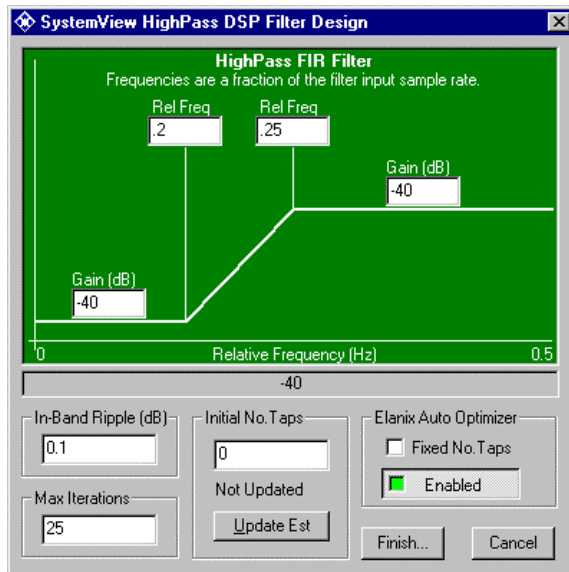 SystemView HighPass DSP Filter Design
HighPass FIR Filter
Frequencies are a fraction of the filter input sample rate.
Rel Freq
Rel Freq
.2
.25
Gain (dB)
-40
Gain (dB)
-40
0
Relative Frequency (Hz)
0.5
-40
In-Band Ripple (dB)
0.1
Max Iterations
25
Initial No. Taps
0
Not Updated
Update Est
Elanix Auto Optimizer
Fixed No. Taps
Enabled
Finish...
Cancel